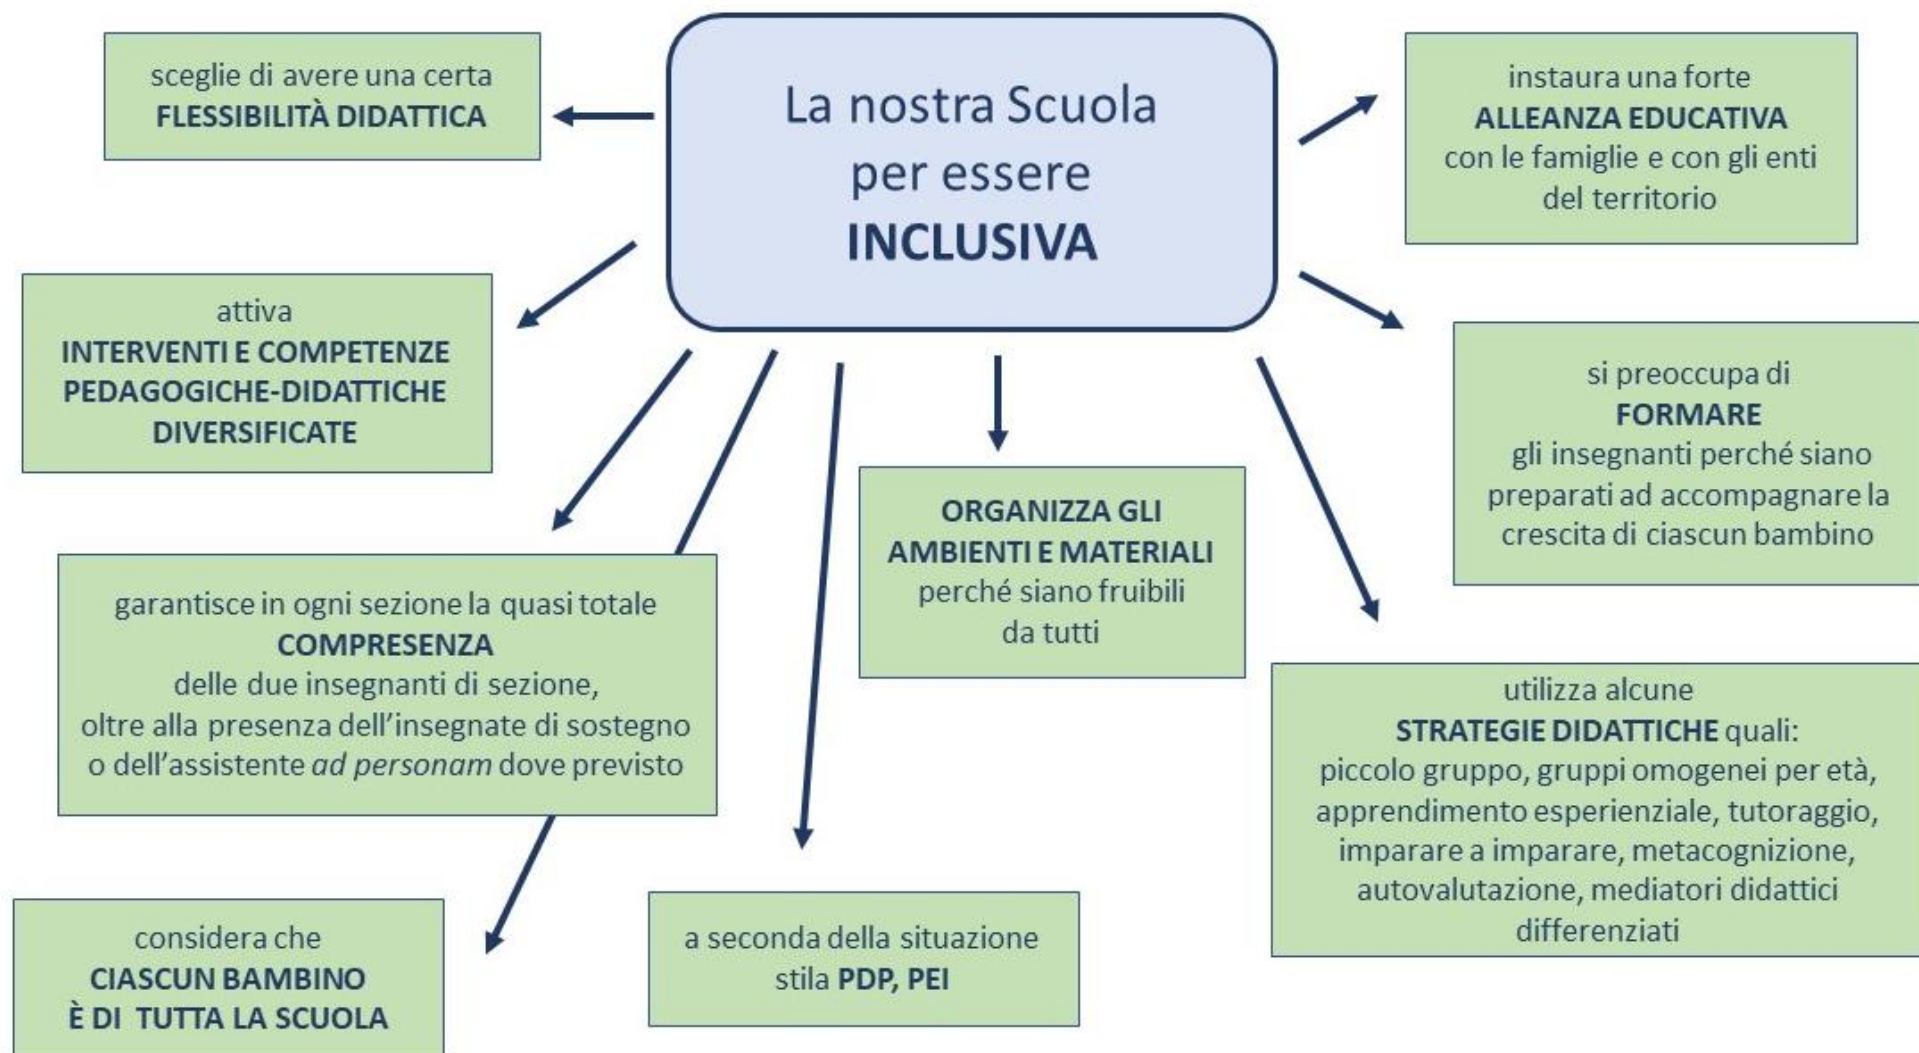 La nostra Scuola
per essere
INCLUSIVA
sceglie di avere una certa
FLESSIBILITÀ DIDATTICA
instaura una forte
ALLEANZA EDUCATIVA
con le famiglie e con gli enti
del territorio
attiva
INTERVENTI E COMPETENZE
PEDAGOGICHE-DIDATTICHE
DIVERSIFICATE
si preoccupa di
FORMARE
gli insegnanti perché siano
preparati ad accompagnare la
crescita di ciascun bambino
garantisce in ogni sezione la quasi totale
COMPRESENZA
delle due insegnanti di sezione,
oltre alla presenza dell'insegnate di sostegno
o dell'assistente ad personam dove previsto
ORGANIZZA GLI
AMBIENTI E MATERIALI
perché siano fruibili
da tutti
utilizza alcune
STRATEGIE DIDATTICHE quali:
piccolo gruppo, gruppi omogenei per età,
apprendimento esperienziale, tutoraggio,
imparare a imparare, metacognizione,
autovalutazione, mediatori didattici
differenziati
considera che
CIASCUN BAMBINO
È DI TUTTA LA SCUOLA
a seconda della situazione
stila PDP, PEI